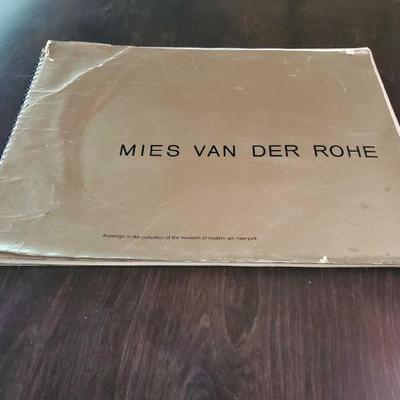 MIES VAN DER ROHE
drawings in the collection of the museum of modern art, new york